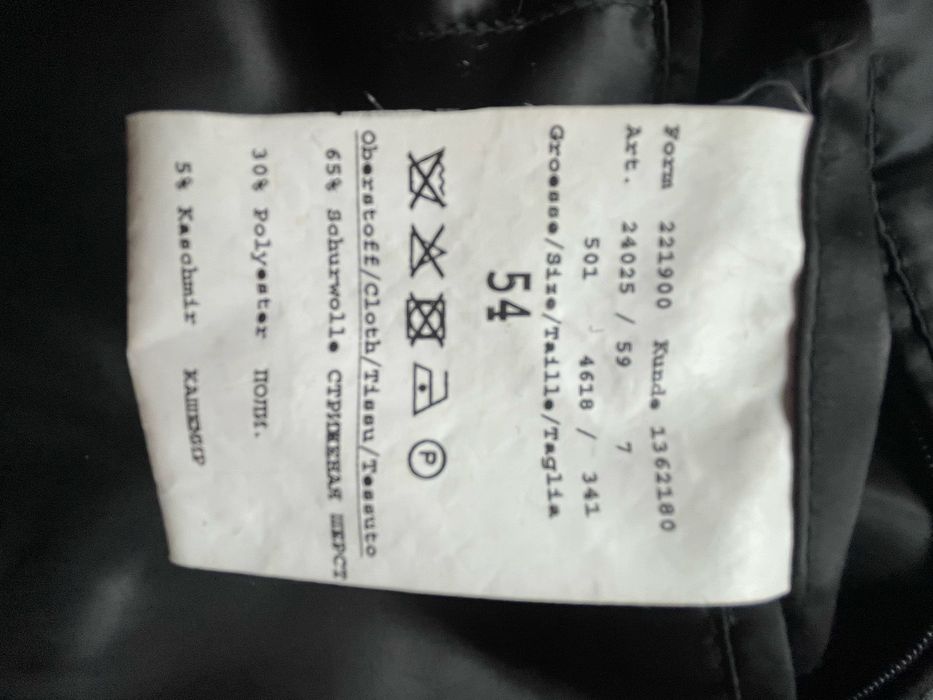 Form 221900 Kunde 1362180
Art. 24025 / 59 7
501 4618 / 341
Groesse/Size/Taille/Taglia
54
P
Oberstoff/Cloth/Tissu/Tessuto
65% Schurwolle СТРИЖЕНАЯ ШЕРСТ
30% Polyester ПОЛИ.
5% Kaschmir КАШЕМИР